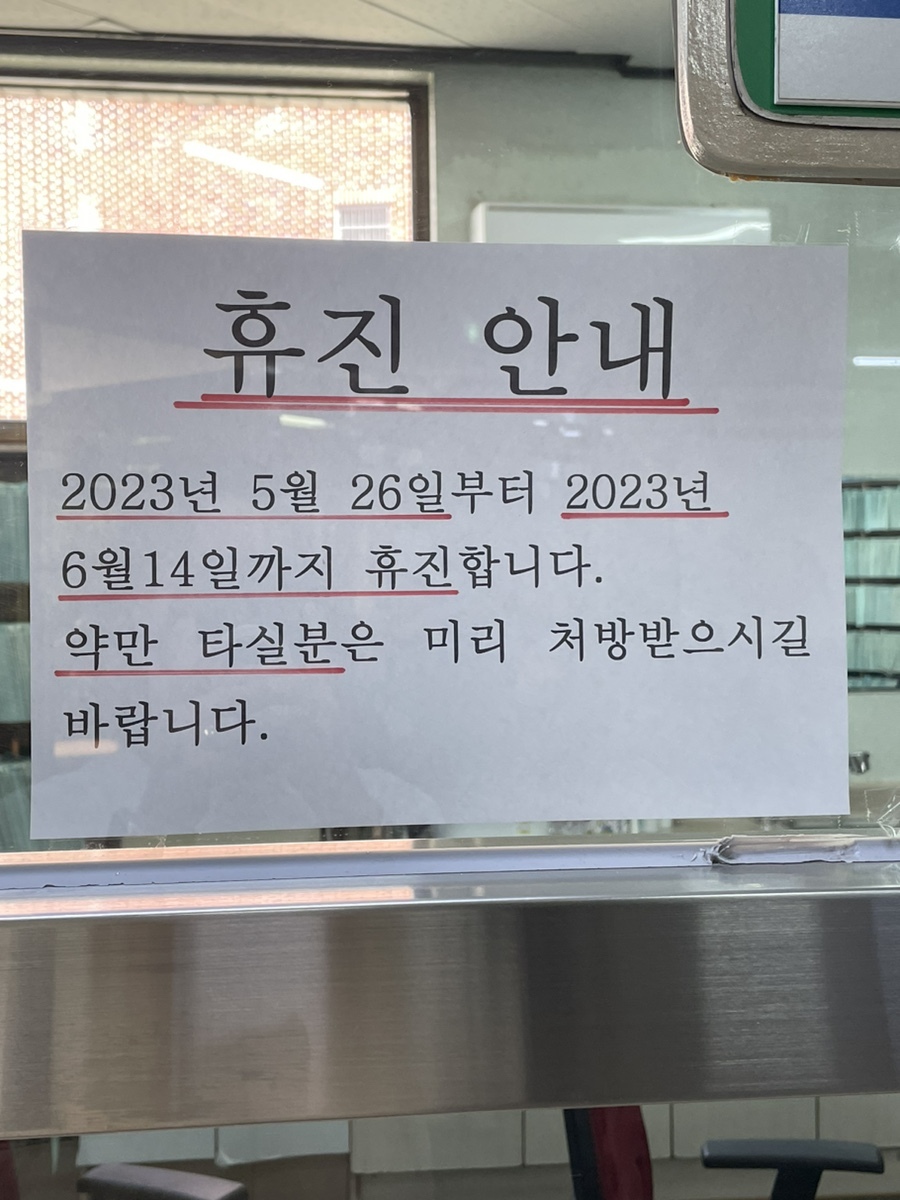 휴진 안내
2023년 5월 26일부터 2023년
6월14일까지 휴진합니다.
약만 타실분은 미리 처방받으시길
바랍니다.